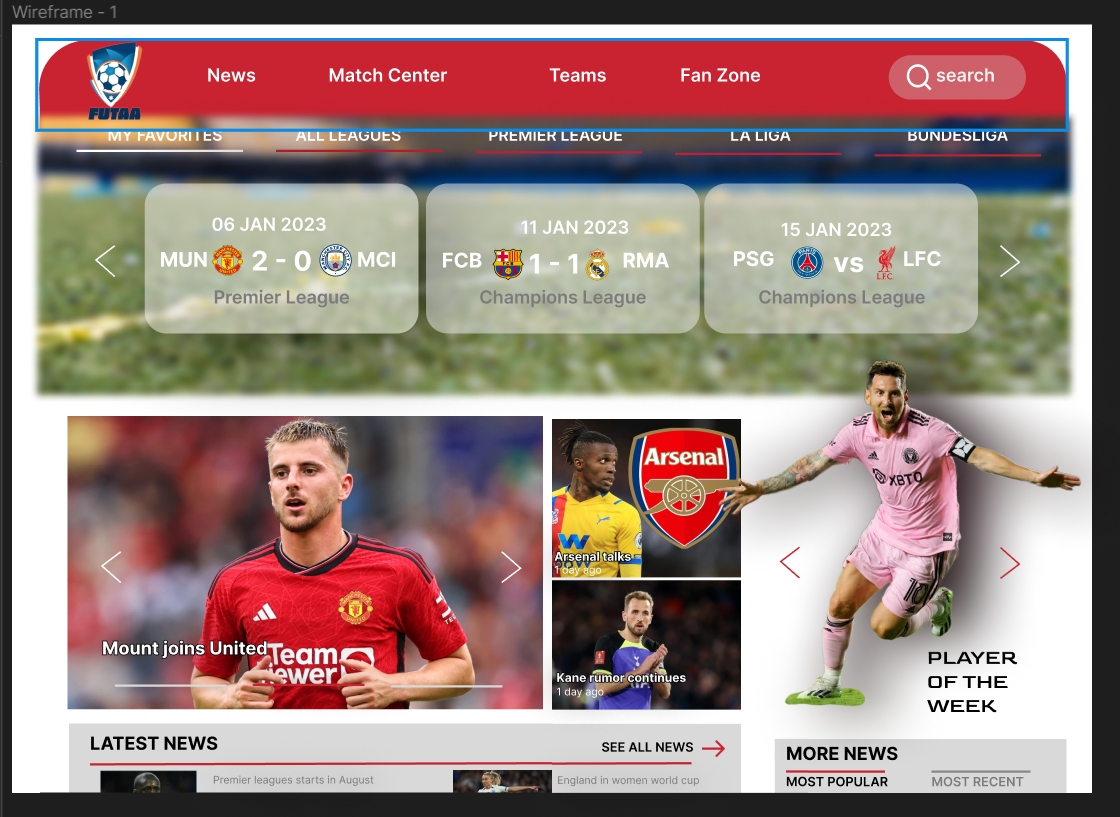 Wireframe - 1
FUTAA
News
Match Center
Teams
Fan Zone
search
MY FAVORITES
ALL LEAGUES
PREMIER LEAGUE
LA LIGA
BUNDESLIGA
06 JAN 2023
MUN 2 - 0 MCI
Premier League
11 JAN 2023
FCB 1 - 1 RMA
Champions League
15 JAN 2023
PSG vs LFC
Champions League
Mount joins United
Team
Arsenal
Arsenal talks
1 day ago
Kane rumor continues
1 day ago
XBTO
10
PLAYER
OF THE
WEEK
LATEST NEWS
SEE ALL NEWS
Premier leagues starts in August
England in women world cup
MORE NEWS
MOST POPULAR
MOST RECENT